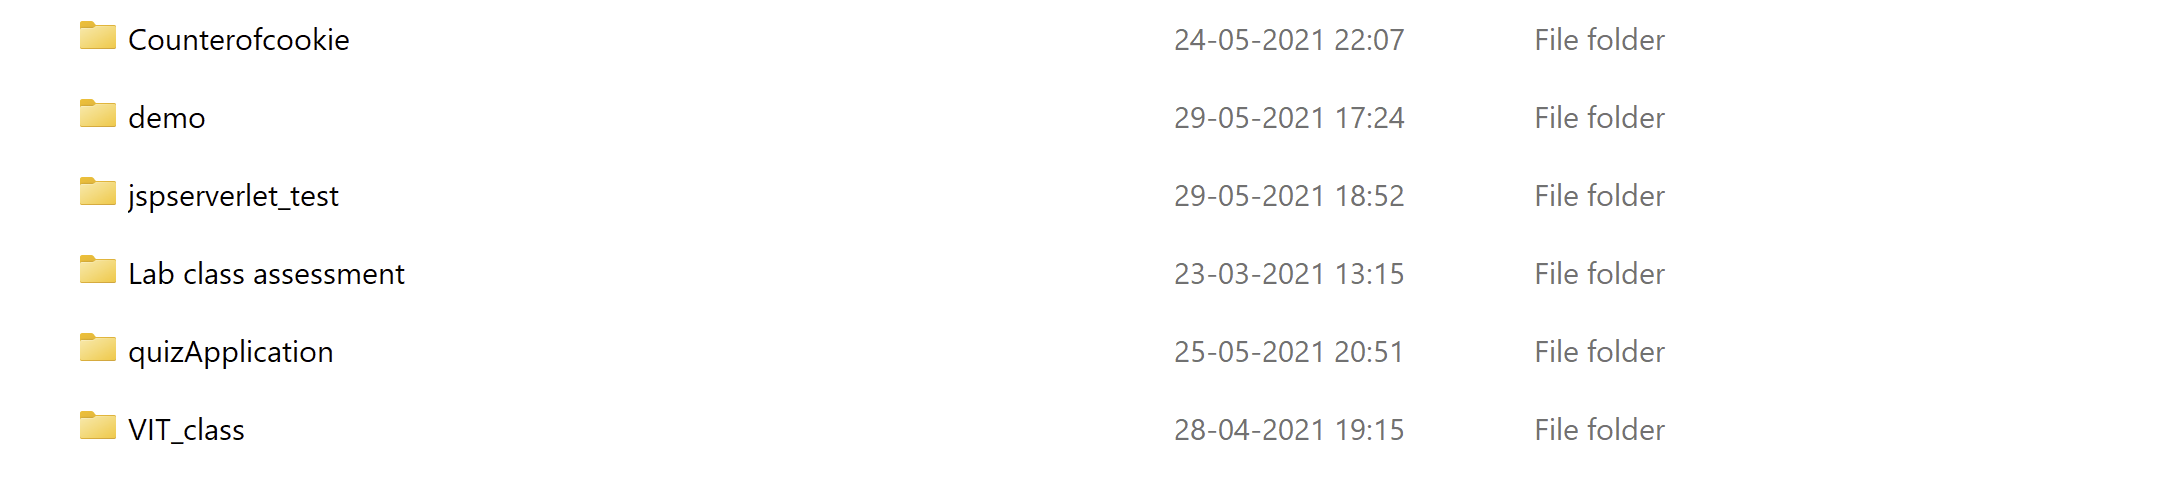 Counterofcookie 24-05-2021 22:07 File folder
demo 29-05-2021 17:24 File folder
jspserverlet_test 29-05-2021 18:52 File folder
Lab class assessment 23-03-2021 13:15 File folder
quizApplication 25-05-2021 20:51 File folder
VIT_class 28-04-2021 19:15 File folder